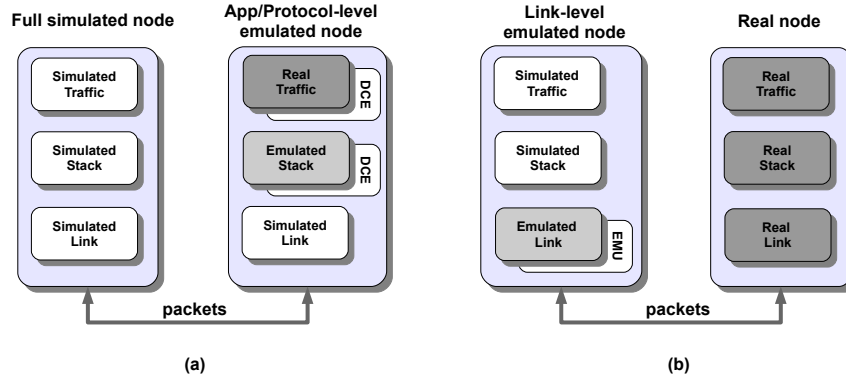 Full simulated node
App/Protocol-level
emulated node
Simulated
Traffic
Simulated
Stack
Simulated
Link
Real
Traffic
DCE
Emulated
Stack
DCE
Simulated
Link
packets
(a)
Link-level
emulated node
Real node
Simulated
Traffic
Simulated
Stack
Emulated
Link
EMU
Real
Traffic
Real
Stack
Real
Link
packets
(b)